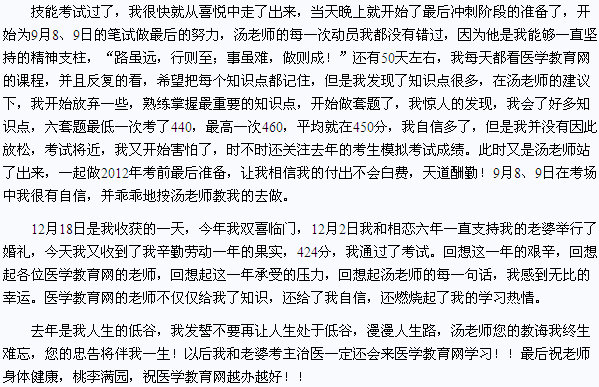 技能考试过了，我很快就从喜悦中走了出来，当天晚上就开始了最后冲刺阶段的准备了，开
始为9月8、9日的笔试做最后的努力，汤老师的每一次动员我都没有错过，因为他是我能够一直坚
持的精神支柱，“路虽远，行则至；事虽难，做则成！”还有50天左右，我每天都看医学教育网
的课程，并且反复的看，希望把每个知识点都记住，但是我发现了知识点很多，在汤老师的建议
下，我开始放弃一些，熟练掌握最重要的知识点，开始做套题了，我惊人的发现，我会了好多知
识点，六套题最低一次考了440，最高一次460，平均就在450分，我自信多了，但是我并没有因此
放松，考试将近，我又开始害怕了，时不时还关注去年的考生模拟考试成绩。此时又是汤老师站
了出来，一起做2012年考前最后准备，让我相信我的付出不会白费，天道酬勤！9月8、9日在考场
中我很有自信，并乖乖地按汤老师教我的去做。
12月18日是我收获的一天，今年我双喜临门，12月2日我和相恋六年一直支持我的老婆举行了
婚礼，今天我又收到了我辛勤劳动一年的果实，424分，我通过了考试。回想这一年的艰辛，回想
起各位医学教育网的老师，回想起这一年承受的压力，回想起汤老师的每一句话，我感到无比的
幸运。医学教育网的老师不仅仅给我了知识，还给了我自信，还燃烧起了我的学习热情。
去年是我人生的低谷，我发誓不要再让人生处于低谷，漫漫人生路，汤老师您的教诲我终生
难忘，您的忠告将伴我一生！以后我和老婆考主治医一定还会来医学教育网学习！！最后祝老师
身体健康，桃李满园，祝医学教育网越办越好！！